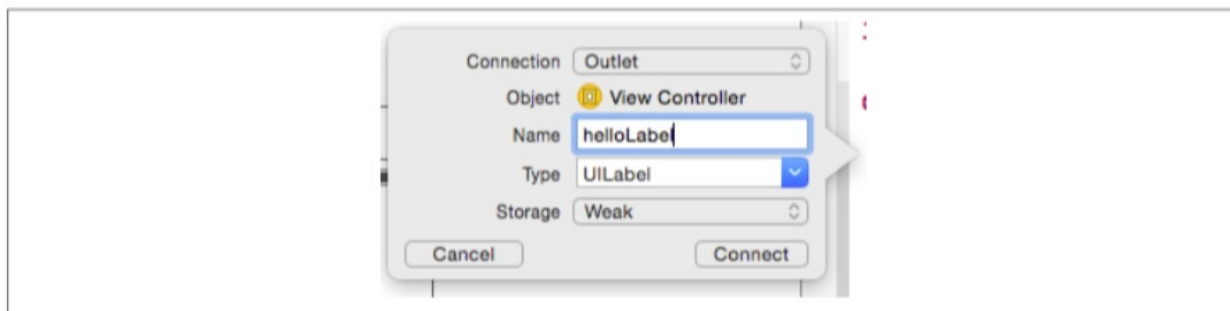 Connection Outlet
Object View Controller
Name helloLabel
Type UILabel
Storage Weak
Cancel Connect